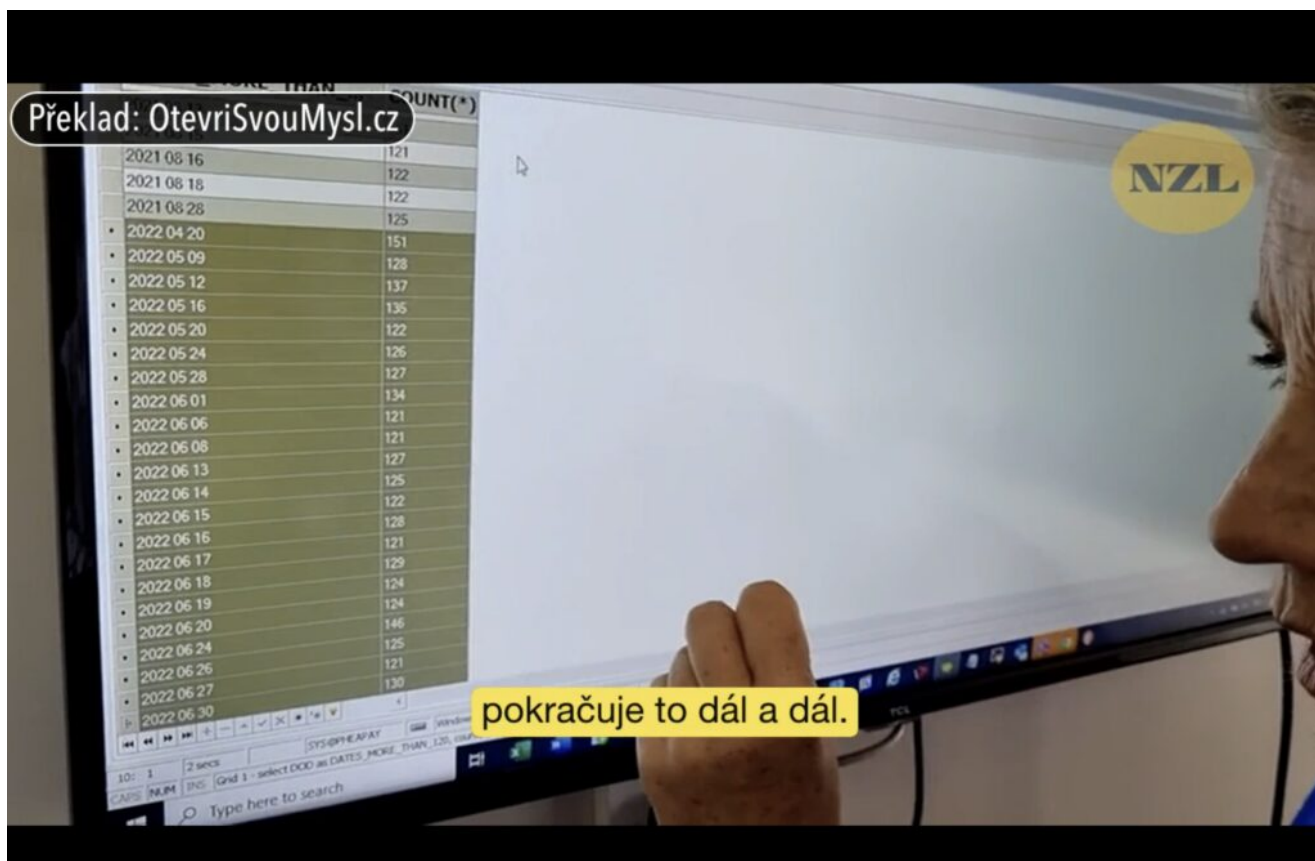 COUNT(*)
Překlad: OtevriSvouMysl.cz
121
2021 08 16 122
2021 08 18 122
2021 08 28 125
NZL
2022 04 20 151
2022 05 09 128
2022 05 12 137
2022 05 16 135
2022 05 20 122
2022 05 24 126
2022 05 28 127
2022 06 01 134
2022 06 06 121
2022 06 08 121
2022 06 13 127
2022 06 14 125
2022 06 15 122
2022 06 16 128
2022 06 17 121
2022 06 18 129
2022 06 19 124
2022 06 20 124
2022 06 24 146
2022 06 26 125
2022 06 27 121
2022 06 30 130
pokračuje to dál a dál.
TCL
SYS@PHEAPAY
10: 1 2 secs
CAPS NUM INS Grid 1 - select DOD as DATES_MORE_THAN_120,
Type here to search